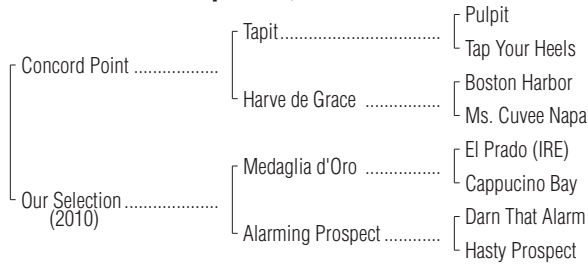 Pulpit
Tapit
Tap Your Heels
Concord Point
Boston Harbor
Harve de Grace
Ms. Cuvee Napa
El Prado (IRE)
Medaglia d'Oro
Cappucino Bay
Our Selection
(2010)
Darn That Alarm
Alarming Prospect
Hasty Prospect